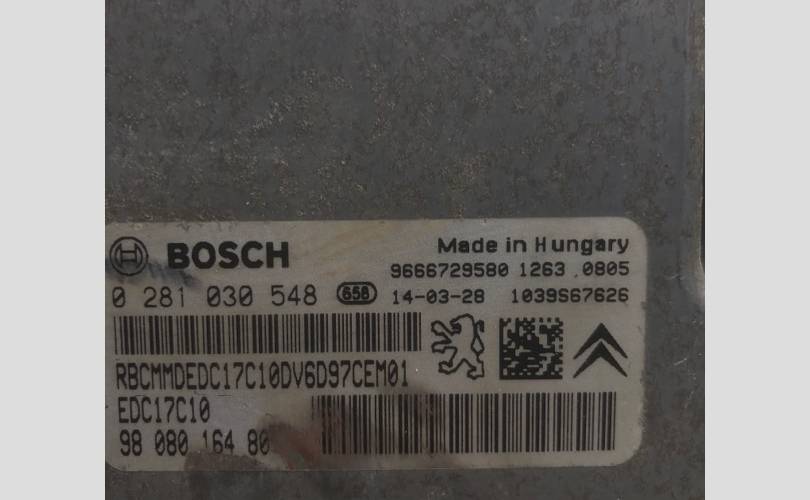 BOSCH
Made in Hungary
9666729580 1263 .0805
0 281 030 548 656 14-03-28 1039S67626
RBCMMDEDC17C10DV6D97CEM01
EDC17C10
98 080 164 80